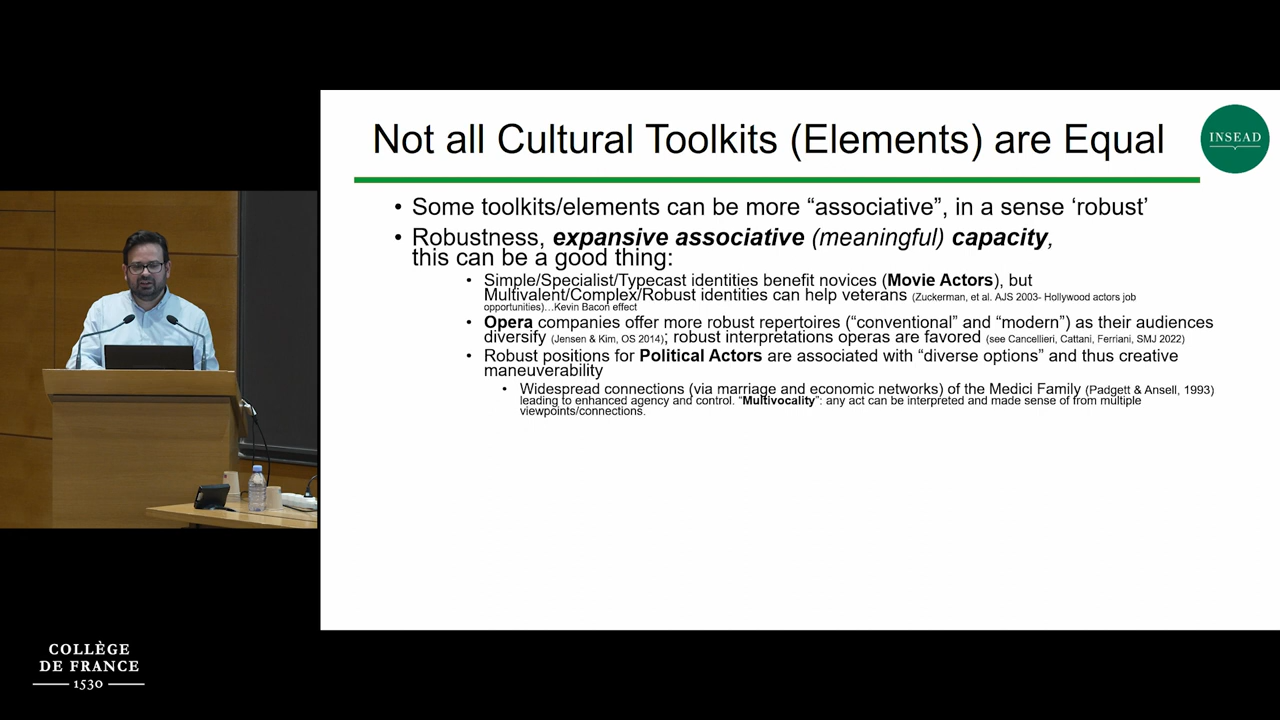 Not all Cultural Toolkits (Elements) are Equal
INSEAD
• Some toolkits/elements can be more “associative”, in a sense ‘robust’
• Robustness, expansive associative (meaningful) capacity,
this can be a good thing:
• Simple/Specialist/Typecast identities benefit novices (Movie Actors), but
Multivalent/Complex/Robust identities can help veterans (Zuckerman, et al. AJS 2003- Hollywood actors job
opportunities)…Kevin Bacon effect
• Opera companies offer more robust repertoires (“conventional” and “modern”) as their audiences
diversify (Jensen & Kim, OS 2014); robust interpretations operas are favored (see Cancellieri, Cattani, Ferriani, SMJ 2022)
• Robust positions for Political Actors are associated with “diverse options” and thus creative
maneuverability
• Widespread connections (via marriage and economic networks) of the Medici Family (Padgett & Ansell, 1993)
leading to enhanced agency and control. “Multivocality”: any act can be interpreted and made sense of from multiple
viewpoints/connections.
COLLÈGE
DE FRANCE
1530